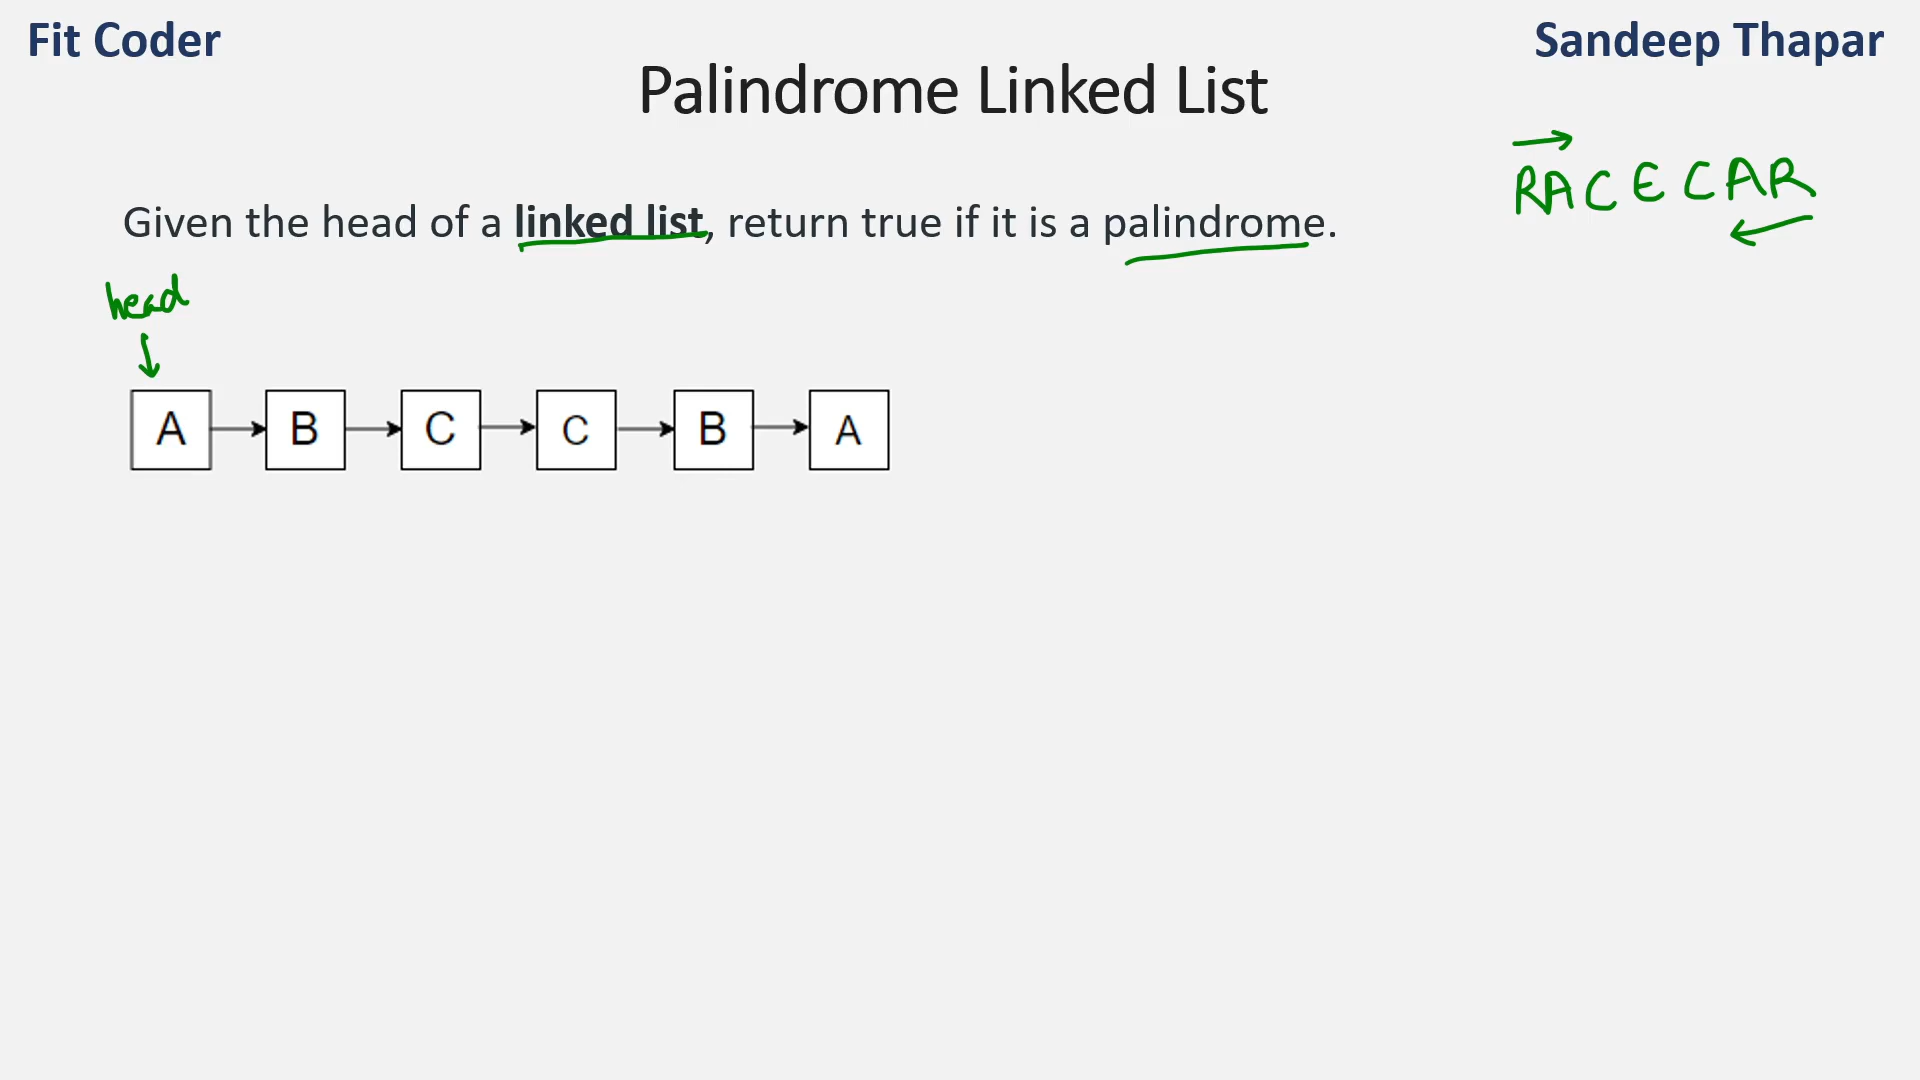 Fit Coder
Sandeep Thapar
Palindrome Linked List
RACECAR
Given the head of a linked list, return true if it is a palindrome.
head
A B C C B A